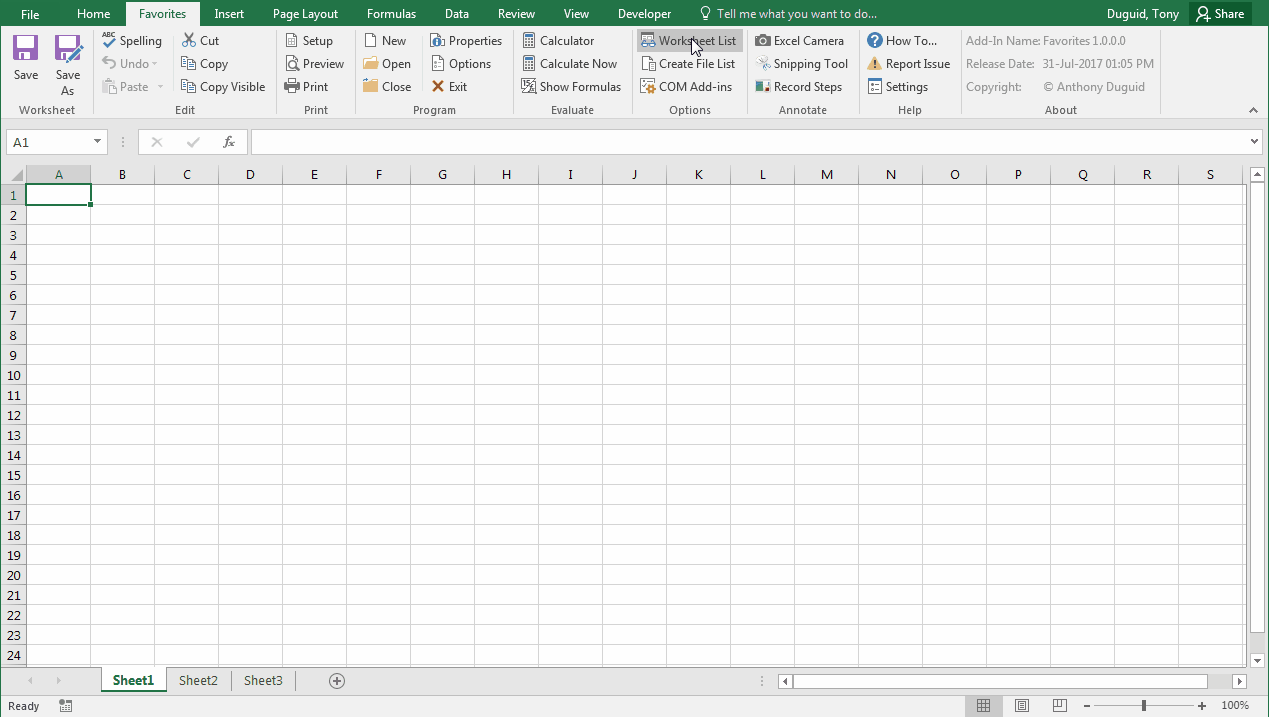 File Home Favorites Insert Page Layout Formulas Data Review View Developer Tell me what you want to do... Duguid, Tony Share
Save
Save As
Worksheet
ABC Spelling
Undo
Paste
Cut
Copy
Copy Visible
Edit
Setup
Preview
Print
Print
New
Open
Close
Properties
Options
Exit
Program
Calculator
Calculate Now
Show Formulas
Evaluate
Worksheet List
Create File List
COM Add-ins
Options
Excel Camera
Snipping Tool
Record Steps
Annotate
How To...
Report Issue
Settings
Help
Add-In Name: Favorites 1.0.0.0
Release Date: 31-Jul-2017 01:05 PM
Copyright: © Anthony Duguid
About
A1 fx
A B C D E F G H I J K L M N O P Q R S
1
2
3
4
5
6
7
8
9
10
11
12
13
14
15
16
17
18
19
20
21
22
23
24
Sheet1 Sheet2 Sheet3
Ready 100%